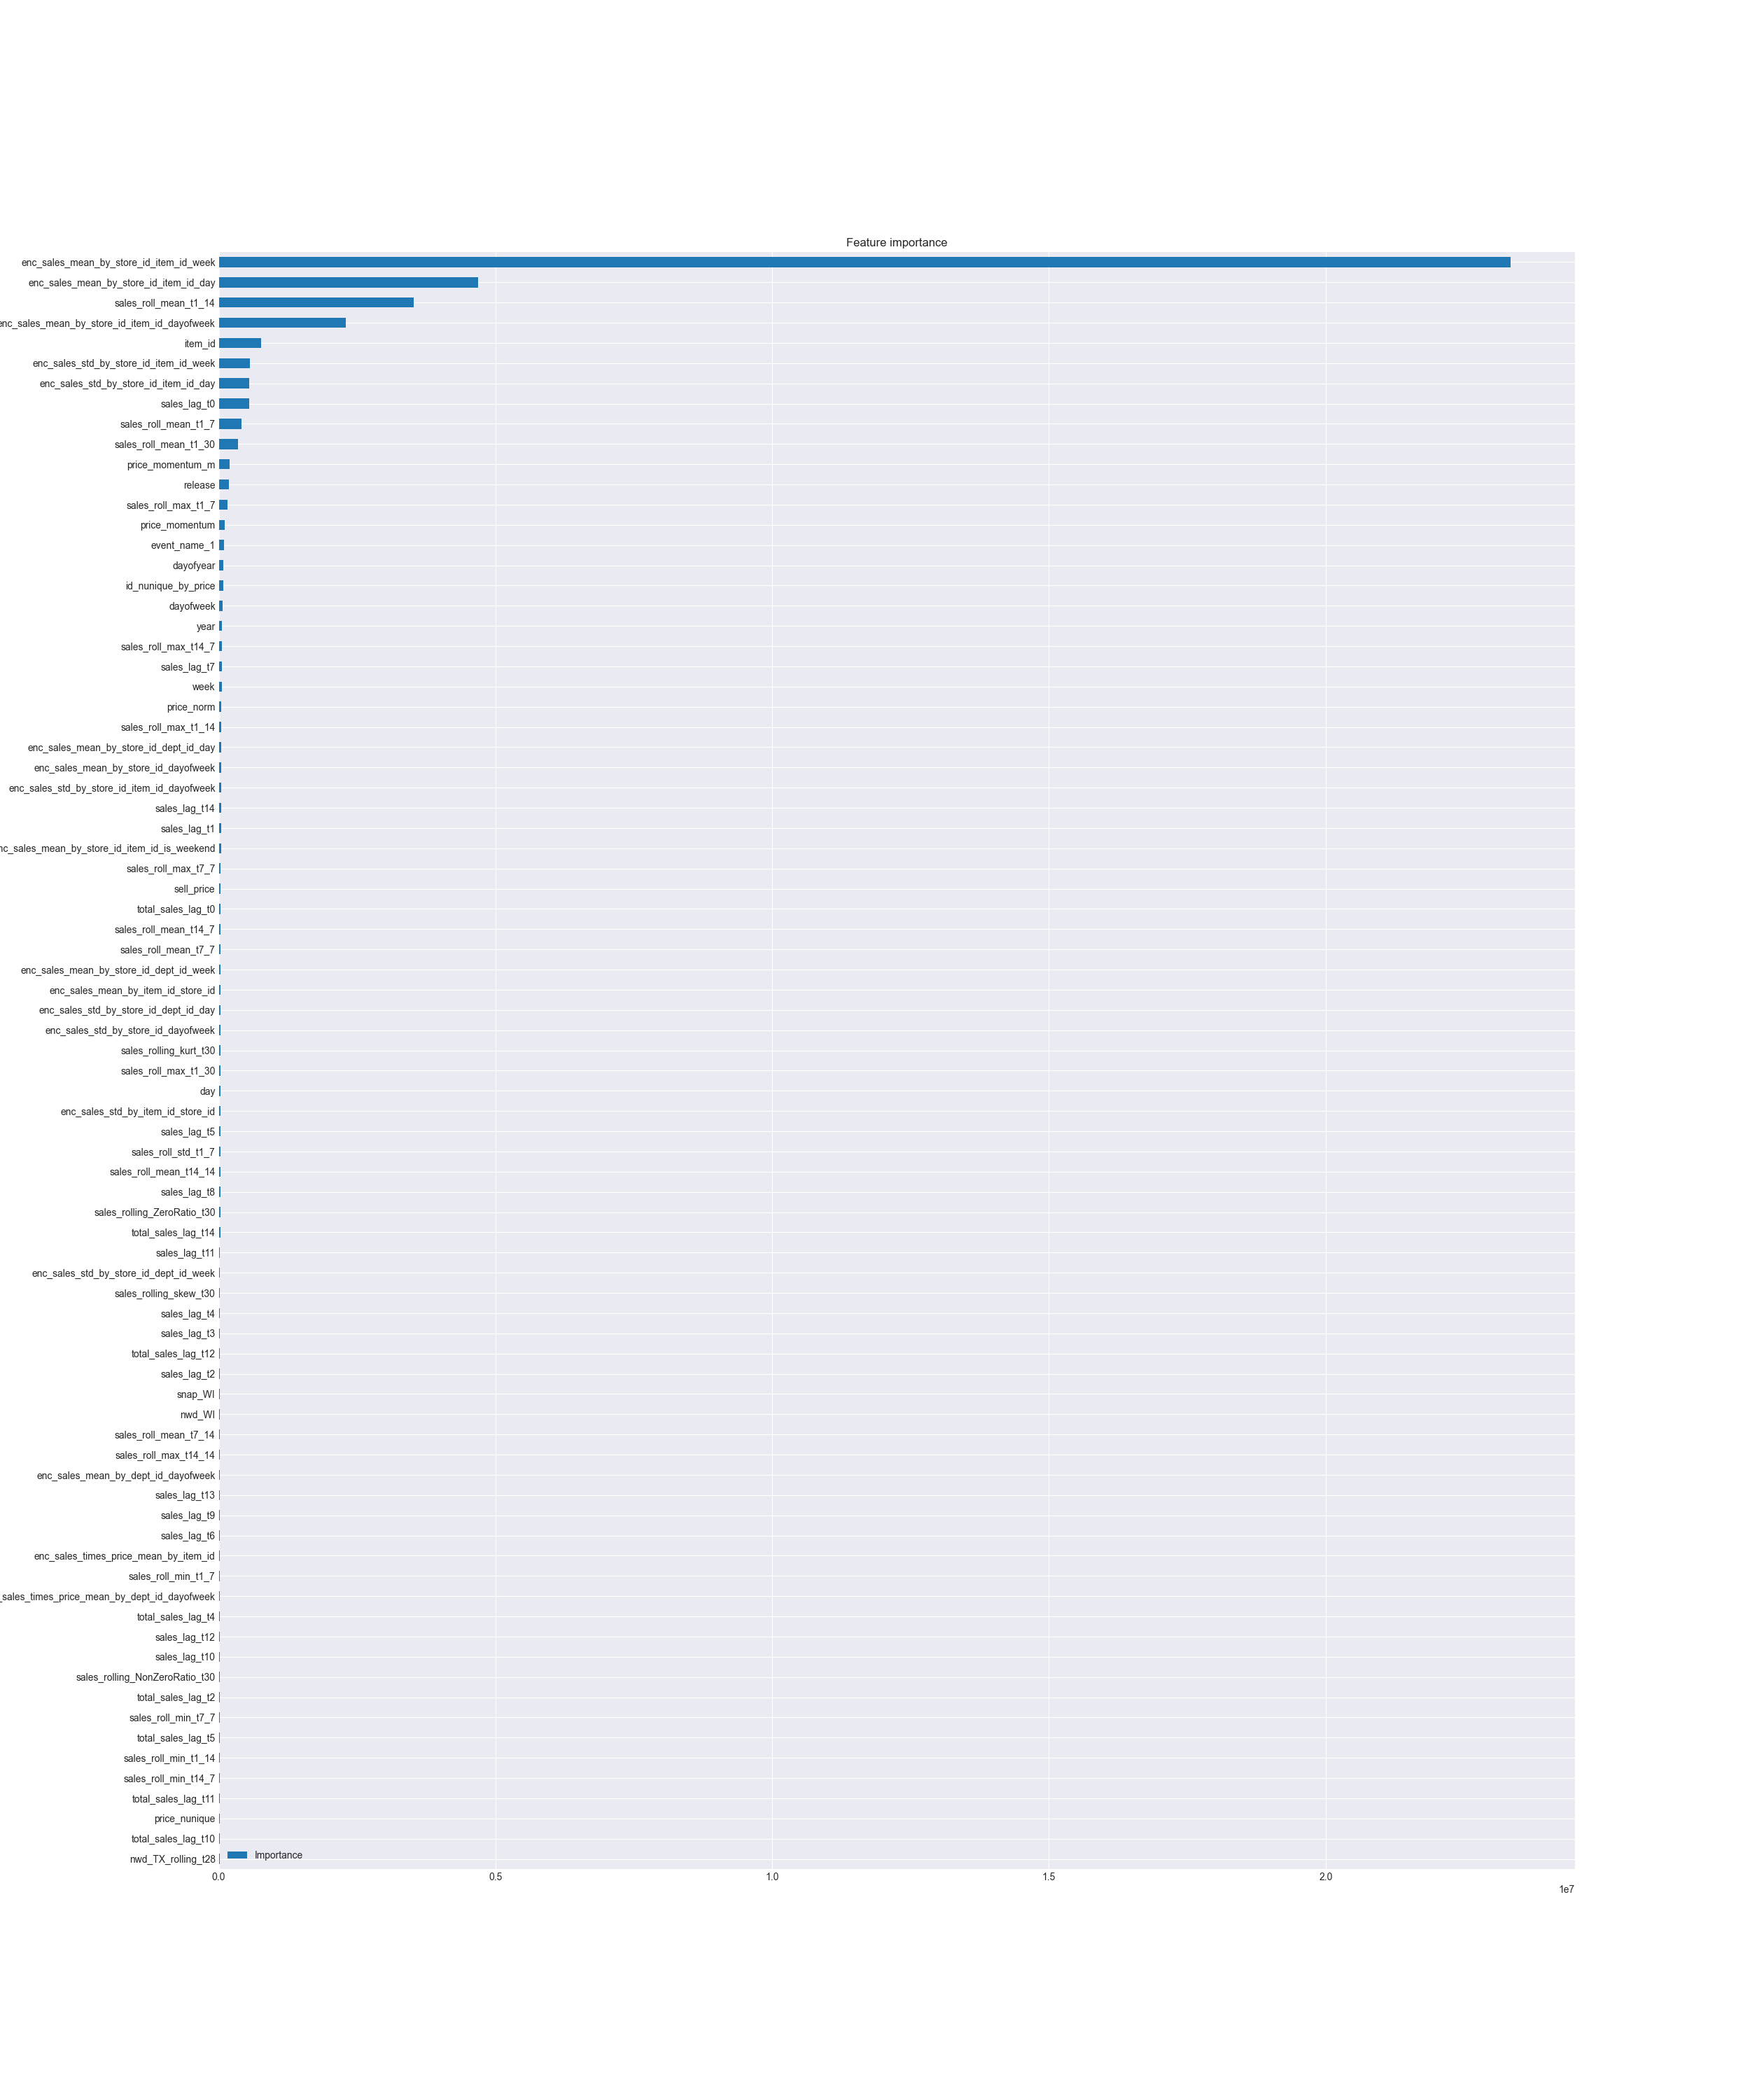 Feature importance
enc_sales_mean_by_store_id_item_id_week
enc_sales_mean_by_store_id_item_id_day
sales_roll_mean_t1_14
enc_sales_mean_by_store_id_item_id_dayofweek
item_id
enc_sales_std_by_store_id_item_id_week
enc_sales_std_by_store_id_item_id_day
sales_lag_t0
sales_roll_mean_t1_7
sales_roll_mean_t1_30
price_momentum_m
release
sales_roll_max_t1_7
price_momentum
event_name_1
dayofyear
id_nunique_by_price
dayofweek
year
sales_roll_max_t14_7
sales_lag_t7
week
price_norm
sales_roll_max_t1_14
enc_sales_mean_by_store_id_dept_id_day
enc_sales_mean_by_store_id_dayofweek
enc_sales_std_by_store_id_item_id_dayofweek
sales_lag_t14
sales_lag_t1
nc_sales_mean_by_store_id_item_id_is_weekend
sales_roll_max_t7_7
sell_price
total_sales_lag_t0
sales_roll_mean_t14_7
sales_roll_mean_t7_7
enc_sales_mean_by_store_id_dept_id_week
enc_sales_mean_by_item_id_store_id
enc_sales_std_by_store_id_dept_id_day
enc_sales_std_by_store_id_dayofweek
sales_rolling_kurt_t30
sales_roll_max_t1_30
day
enc_sales_std_by_item_id_store_id
sales_lag_t5
sales_roll_std_t1_7
sales_roll_mean_t14_14
sales_lag_t8
sales_rolling_ZeroRatio_t30
total_sales_lag_t14
sales_lag_t11
enc_sales_std_by_store_id_dept_id_week
sales_rolling_skew_t30
sales_lag_t4
sales_lag_t3
total_sales_lag_t12
sales_lag_t2
snap_WI
nwd_WI
sales_roll_mean_t7_14
sales_roll_max_t14_14
enc_sales_mean_by_dept_id_dayofweek
sales_lag_t13
sales_lag_t9
sales_lag_t6
enc_sales_times_price_mean_by_item_id
sales_roll_min_t1_7
_sales_times_price_mean_by_dept_id_dayofweek
total_sales_lag_t4
sales_lag_t12
sales_lag_t10
sales_rolling_NonZeroRatio_t30
total_sales_lag_t2
sales_roll_min_t7_7
total_sales_lag_t5
sales_roll_min_t1_14
sales_roll_min_t14_7
total_sales_lag_t11
price_nunique
total_sales_lag_t10
nwd_TX_rolling_t28
Importance
0.0 0.5 1.0 1.5 2.0
1e7